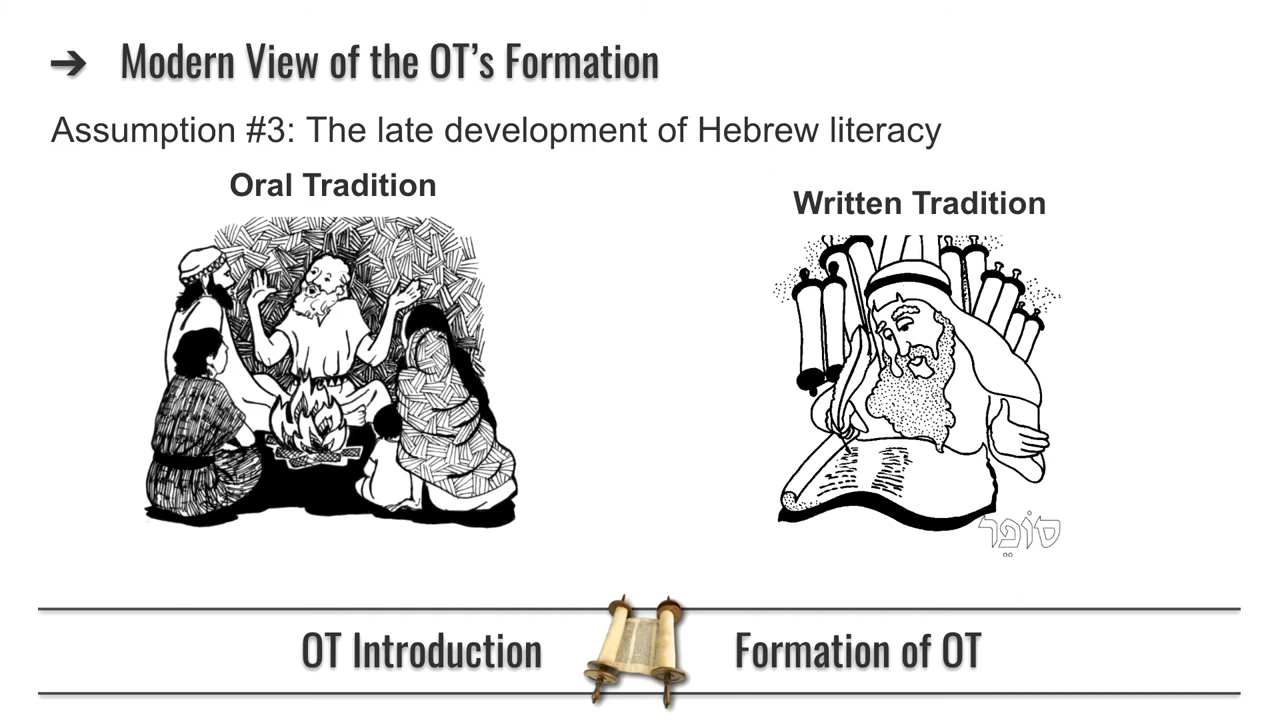 ➔ Modern View of the OT’s Formation
Assumption #3: The late development of Hebrew literacy
Oral Tradition
Written Tradition
סוֹפֵר
OT Introduction
Formation of OT